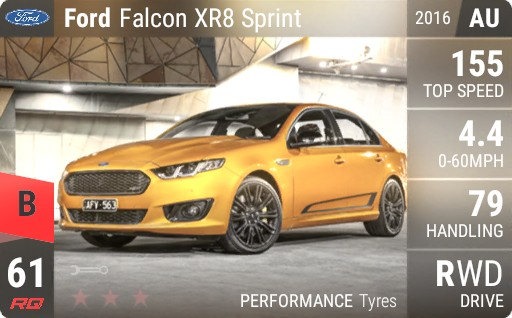 Ford Ford Falcon XR8 Sprint 2016 AU
155
TOP SPEED
4.4
0-60MPH
79
HANDLING
RWD
DRIVE
B
61
RQ
AFV·563
PERFORMANCE Tyres